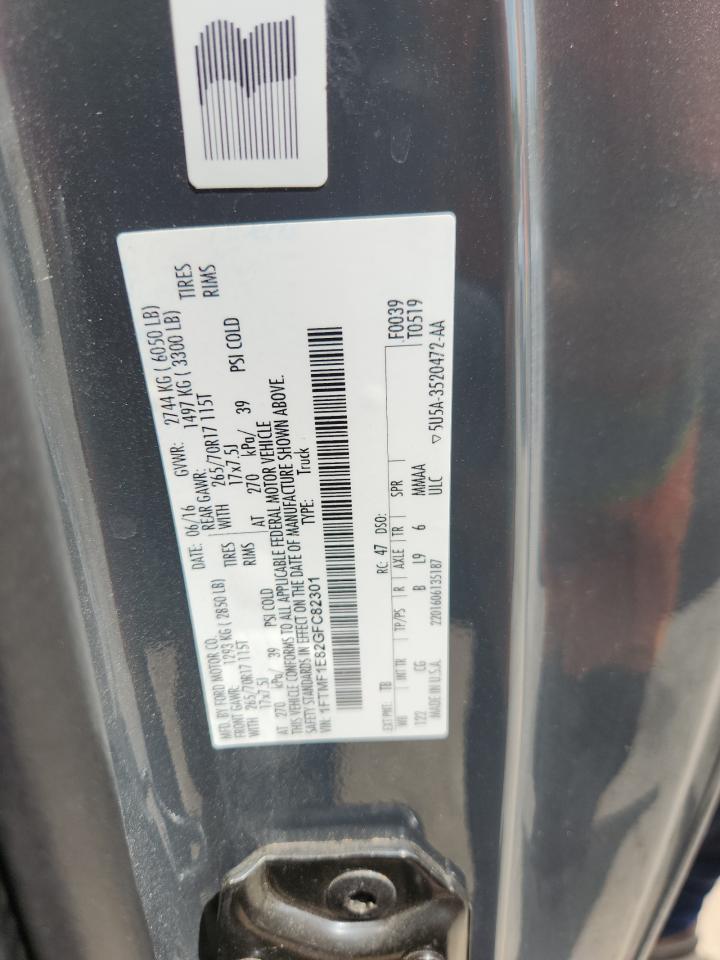 MFD. BY FORD MOTOR CO. DATE: 06/16 GVWR: 2744 KG ( 6050 LB)
FRONT GAWR: 1293 KG ( 2850 LB) REAR GAWR: 1497 KG ( 3300 LB)
WITH 265/70R17 115T TIRES WITH 265/70R17 115T TIRES
17x7.5J RIMS 17x7.5J RIMS
AT 270 kPa/ 39 PSI COLD AT 270 kPa/ 39 PSI COLD
THIS VEHICLE CONFORMS TO ALL APPLICABLE FEDERAL MOTOR VEHICLE
SAFETY STANDARDS IN EFFECT ON THE DATE OF MANUFACTURE SHOWN ABOVE.
VIN: 1FTMF1E82GFC82301 TYPE: Truck
F0039
EXT PNT: TB RC: 47 DSO: T0519
WB INT TR TP/PS R AXLE TR SPR
122 CG B L9 6 MMAA
MADE IN U.S.A. 2201606135187 ULC ▽ 5U5A-3520472-AA